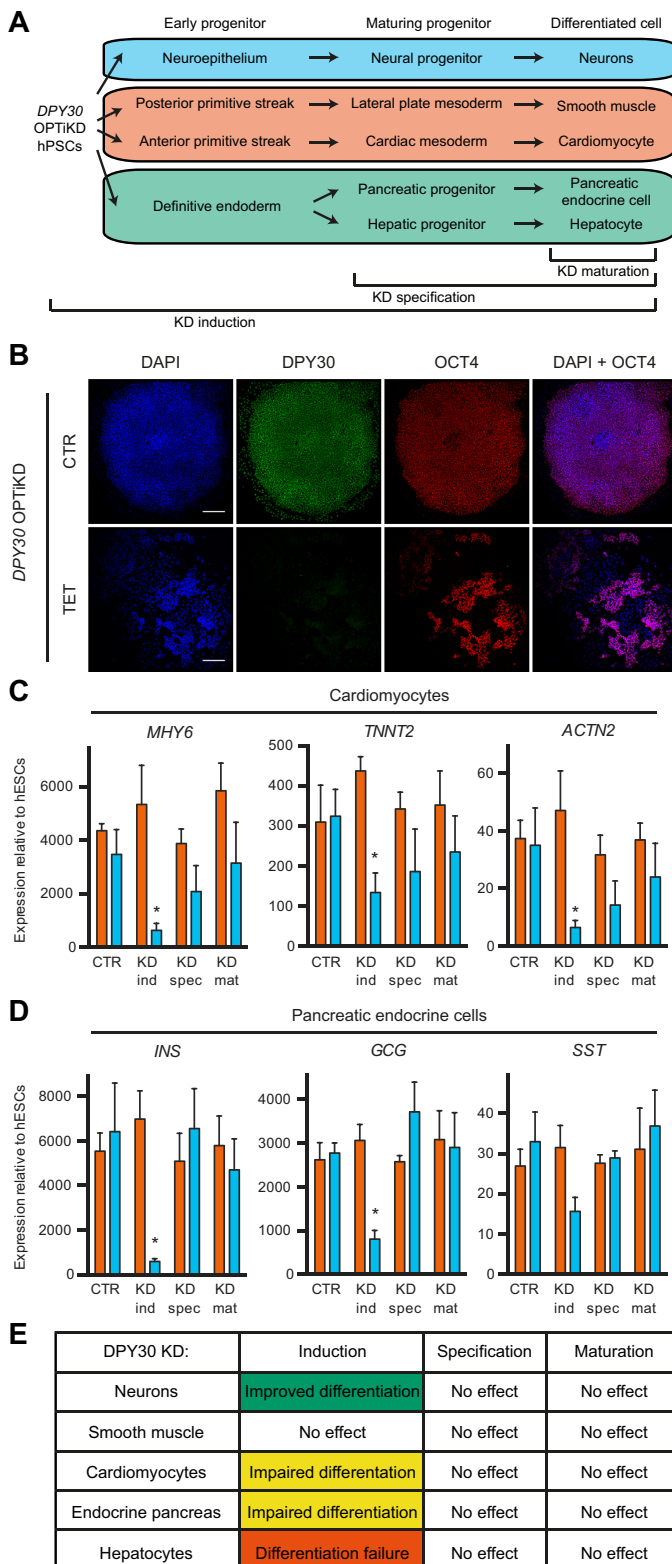 A
Early progenitor Maturing progenitor Differentiated cell
Neuroepithelium Neural progenitor Neurons
DPY30
OPTiKD
hPSCs
Posterior primitive streak Lateral plate mesoderm Smooth muscle
Anterior primitive streak Cardiac mesoderm Cardiomyocyte
Definitive endoderm
Pancreatic progenitor Pancreatic
endocrine cell
Hepatic progenitor Hepatocyte
KD maturation
KD specification
KD induction
B
DAPI DPY30 OCT4 DAPI + OCT4
DPY30 OPTiKD
CTR
TET
C
Cardiomyocytes
MHY6 TNNT2 ACTN2
Expression relative to hESCs
6000
4000
2000
0
*
CTR KD KD KD
ind spec mat
500
400
300
200
100
0
*
CTR KD KD KD
ind spec mat
60
40
20
0
*
CTR KD KD KD
ind spec mat
D
Pancreatic endocrine cells
INS GCG SST
Expression relative to hESCs
8000
6000
4000
2000
0
*
CTR KD KD KD
ind spec mat
4000
3000
2000
1000
0
*
CTR KD KD KD
ind spec mat
40
30
20
10
0
CTR KD KD KD
ind spec mat
E
DPY30 KD: Induction Specification Maturation
Neurons Improved differentiation No effect No effect
Smooth muscle No effect No effect No effect
Cardiomyocytes Impaired differentation No effect No effect
Endocrine pancreas Impaired differentiation No effect No effect
Hepatocytes Differentiation failure No effect No effect